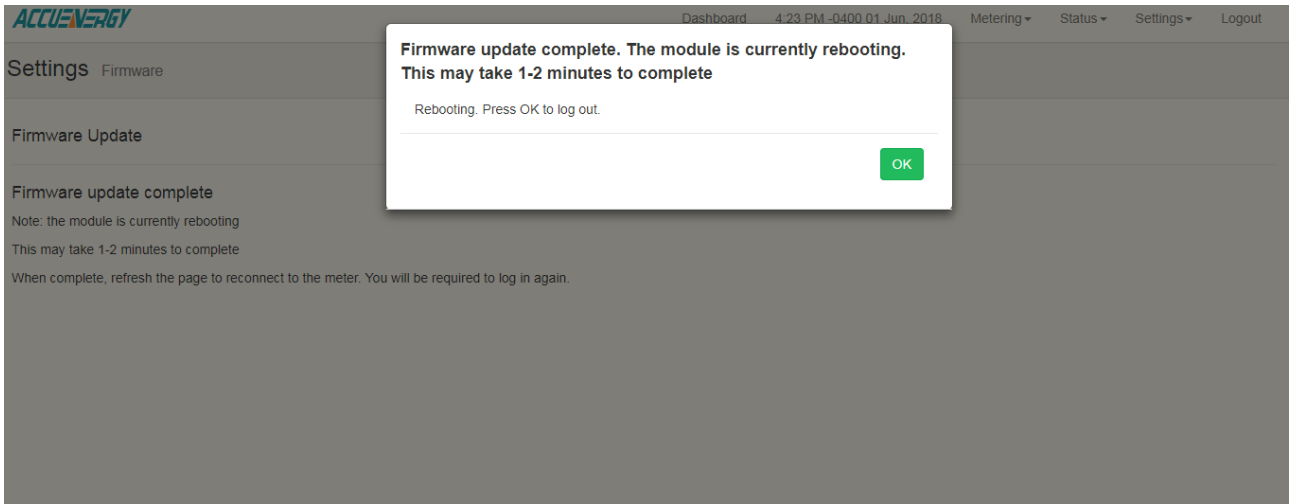 ACCUENERGY
Dashboard 4:23 PM -0400 01 Jun, 2018 Metering Status Settings Logout
Settings Firmware
Firmware update complete. The module is currently rebooting.
This may take 1-2 minutes to complete
Rebooting. Press OK to log out.
OK
Firmware Update
Firmware update complete
Note: the module is currently rebooting
This may take 1-2 minutes to complete
When complete, refresh the page to reconnect to the meter. You will be required to log in again.